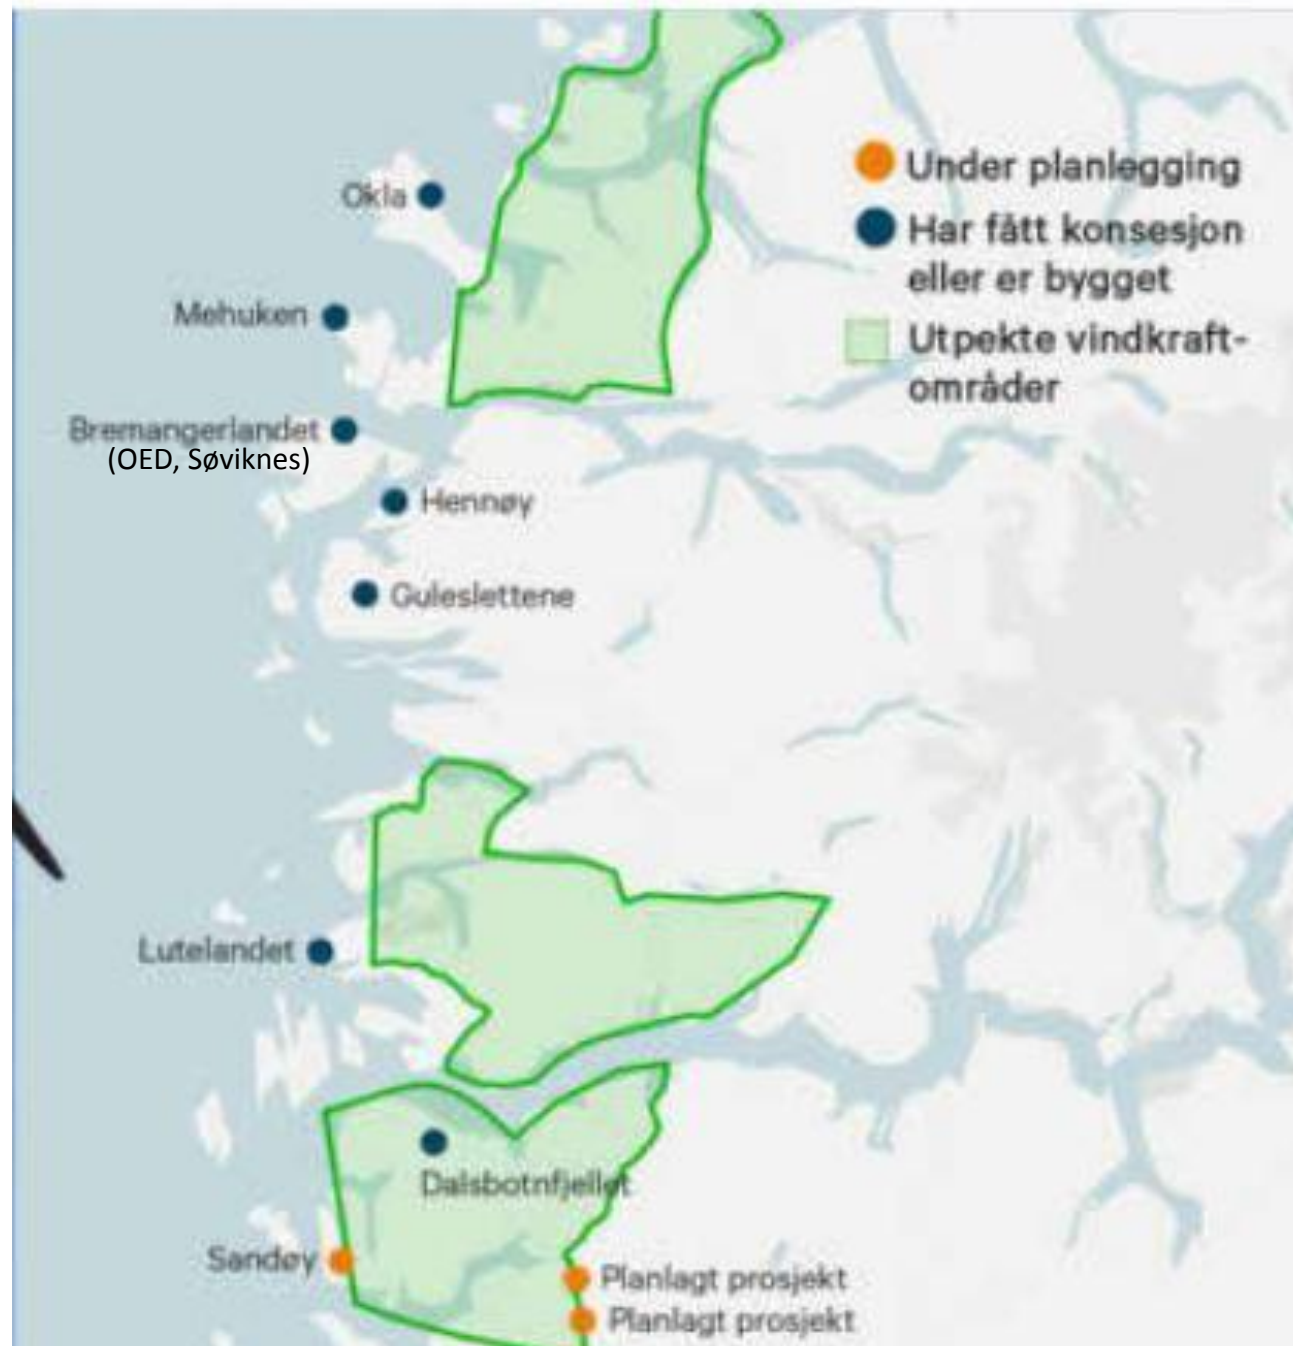 Under planlegging
Okla
Har fått konsesjon
eller er bygget
Mehuken
Utpekte vindkraft-
områder
Bremangerlandet
(OED, Søviknes)
Hennøy
Guleslettene
Lutelandet
Dalsbotnfjellet
Sandøy
Planlagt prosjekt
Planlagt prosjekt